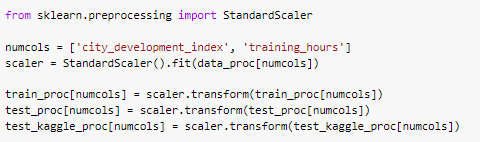 from sklearn.preprocessing import StandardScaler
numcols = ['city_development_index', 'training_hours']
scaler = StandardScaler().fit(data_proc[numcols])
train_proc[numcols] = scaler.transform(train_proc[numcols])
test_proc[numcols] = scaler.transform(test_proc[numcols])
test_kaggle_proc[numcols] = scaler.transform(test_kaggle_proc[numcols])